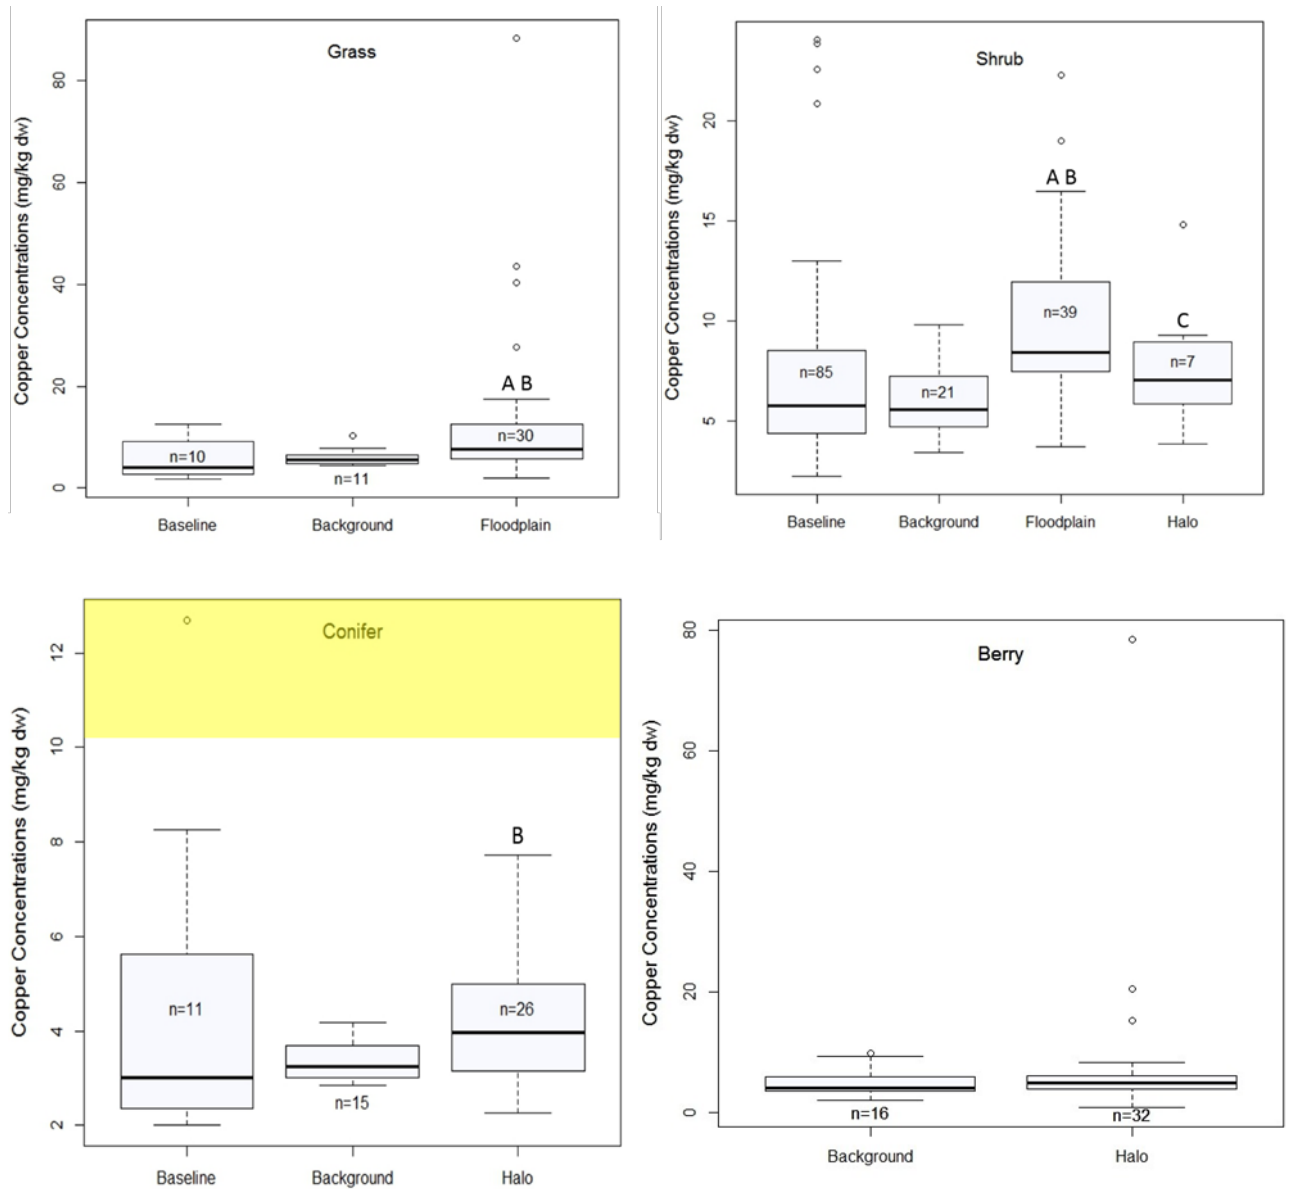 Grass
Copper Concentrations (mg/kg dw)
80
60
40
20
0
A B
n=10
n=11
n=30
Baseline
Background
Floodplain
Shrub
Copper Concentrations (mg/kg dw)
20
15
10
5
A B
C
n=85
n=21
n=39
n=7
Baseline
Background
Floodplain
Halo
Conifer
Copper Concentrations (mg/kg dw)
12
10
8
6
4
2
B
n=11
n=15
n=26
Baseline
Background
Halo
Berry
Copper Concentrations (mg/kg dw)
80
60
40
20
0
n=16
n=32
Background
Halo